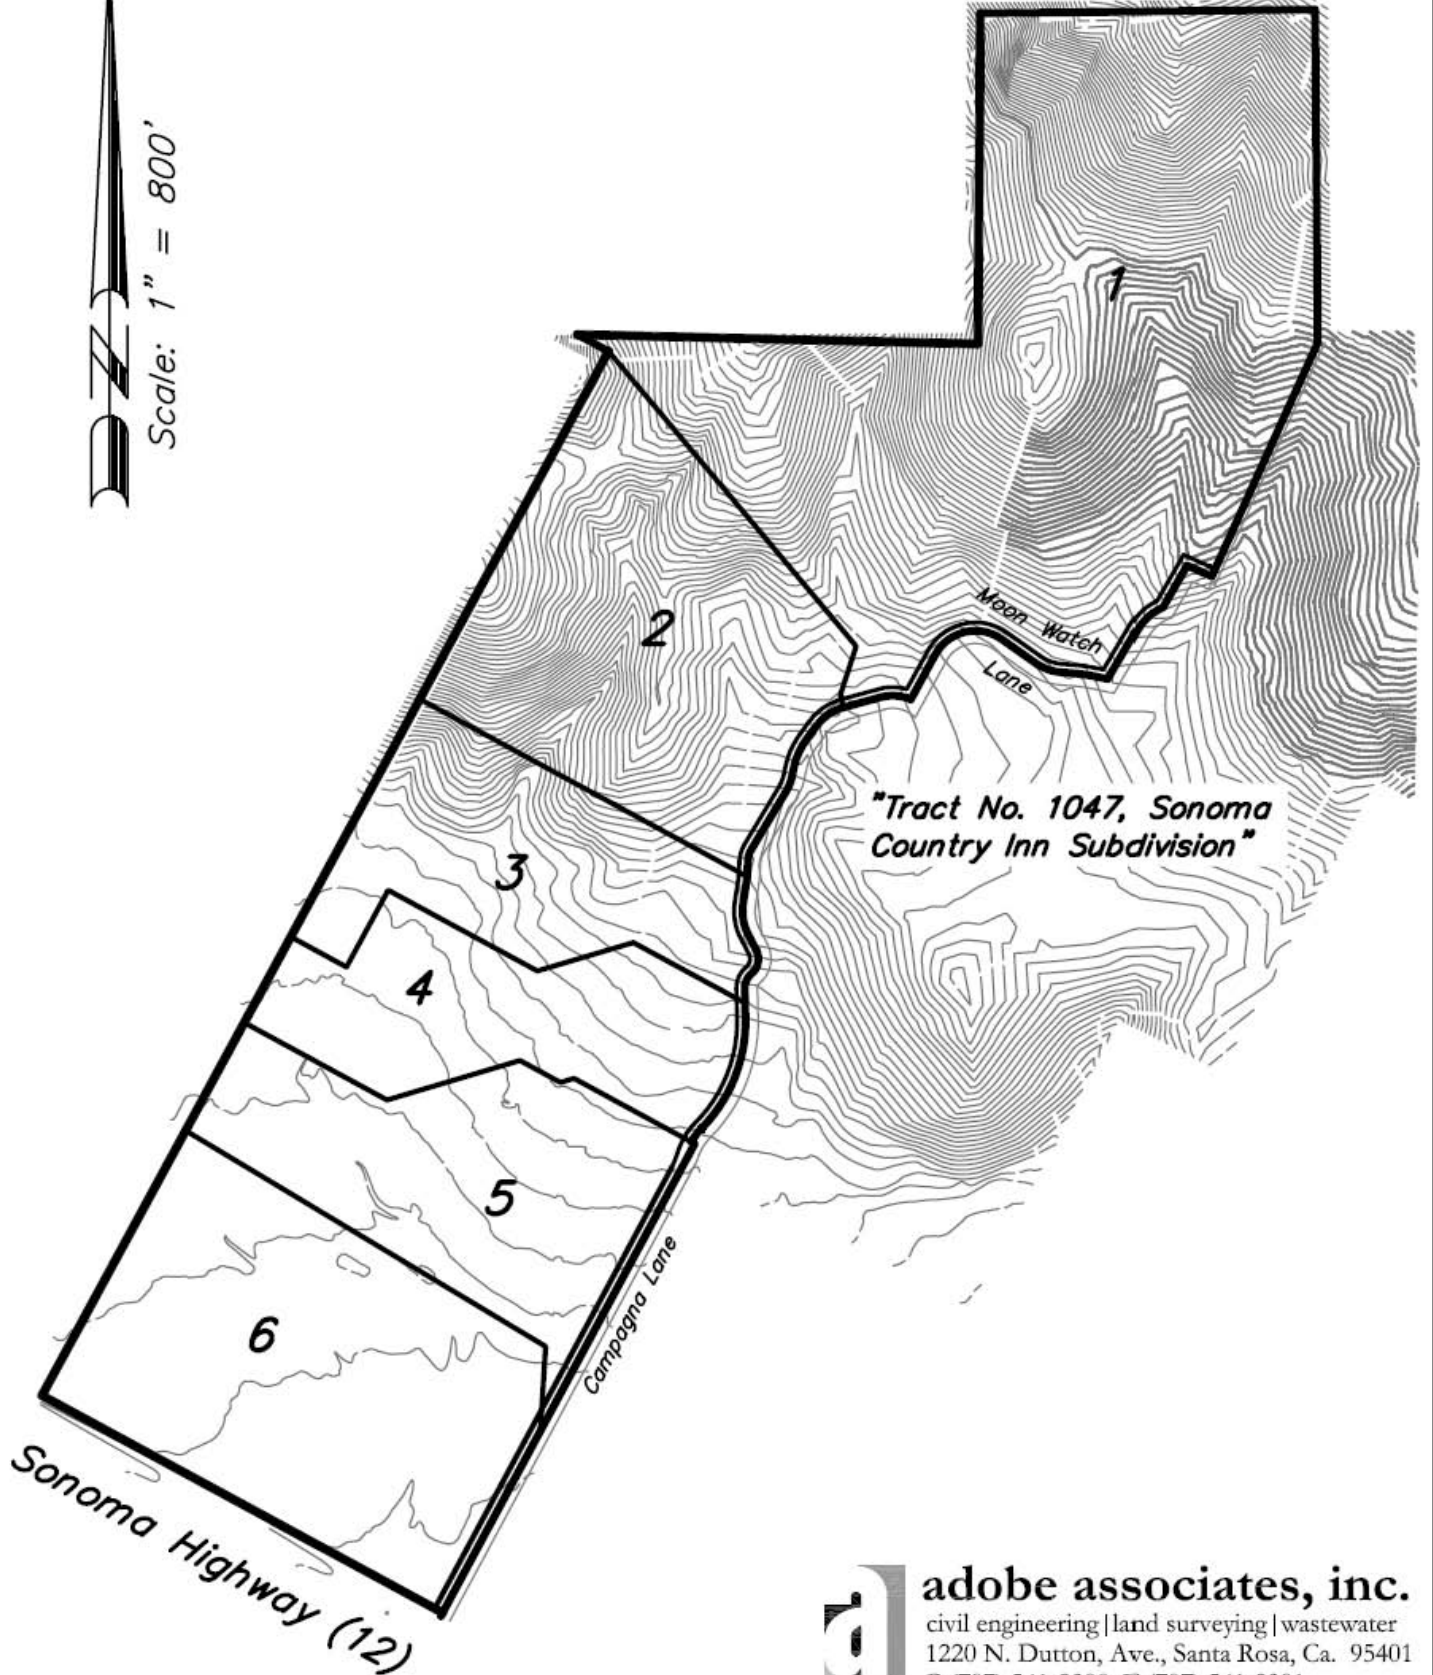 Scale: 1" = 800'
1
2
Moon Watch
Lane
"Tract No. 1047, Sonoma
Country Inn Subdivision"
3
4
5
Campagna Lane
6
Sonoma Highway (12)
adobe associates, inc.
civil engineering | land surveying | wastewater
1220 N. Dutton, Ave., Santa Rosa, Ca. 95401